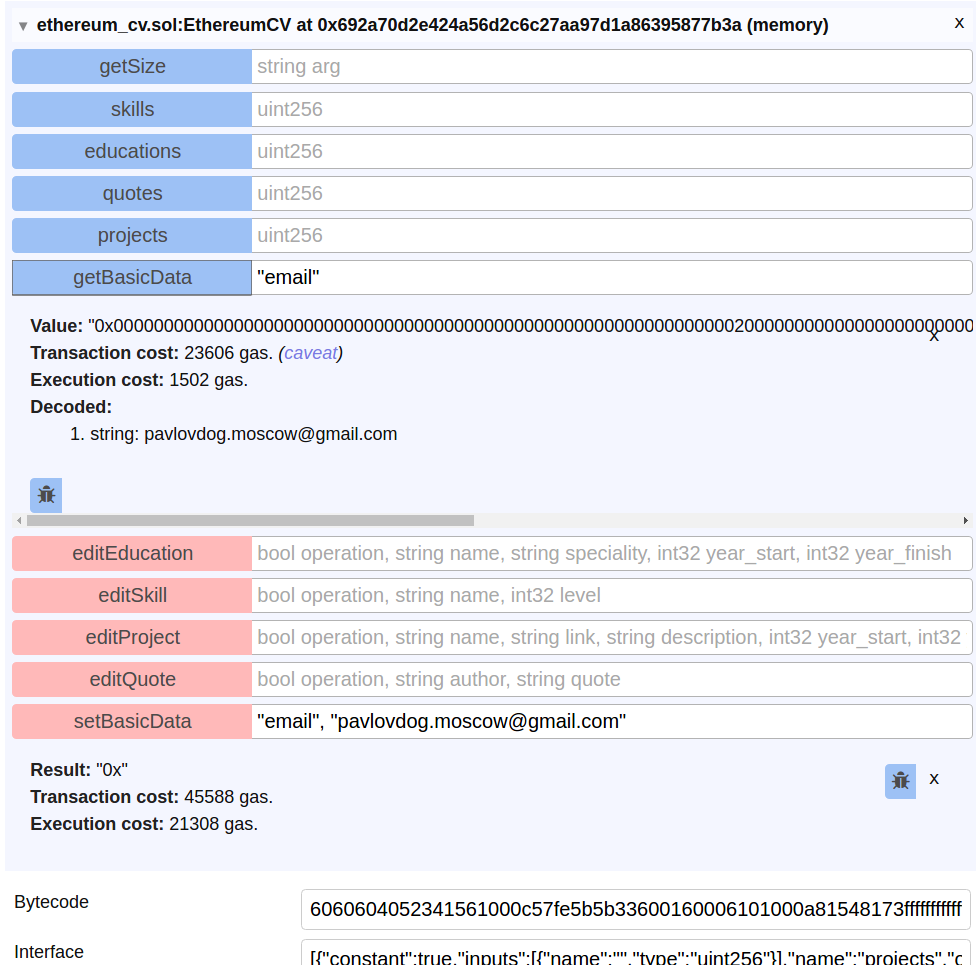 ▼ ethereum_cv.sol:EthereumCV at 0x692a70d2e424a56d2c6c27aa97d1a86395877b3a (memory) x
getSize string arg
skills uint256
educations uint256
quotes uint256
projects uint256
getBasicData "email"
Value: "0x0000000000000000000000000000000000000000000000000000000000000020000000000000000000000000
x
Transaction cost: 23606 gas. (caveat)
Execution cost: 1502 gas.
Decoded:
1. string: pavlovdog.moscow@gmail.com
editEducation bool operation, string name, string speciality, int32 year_start, int32 year_finish
editSkill bool operation, string name, int32 level
editProject bool operation, string name, string link, string description, int32 year_start, int32
editQuote bool operation, string author, string quote
setBasicData "email", "pavlovdog.moscow@gmail.com"
Result: "0x" x
Transaction cost: 45588 gas.
Execution cost: 21308 gas.
Bytecode 6060604052341561000c57fe5b5b33600160006101000a81548173fffffffffff
Interface [{"constant":true,"inputs":[{"name":"","type":"uint256"}],"name":"projects","c